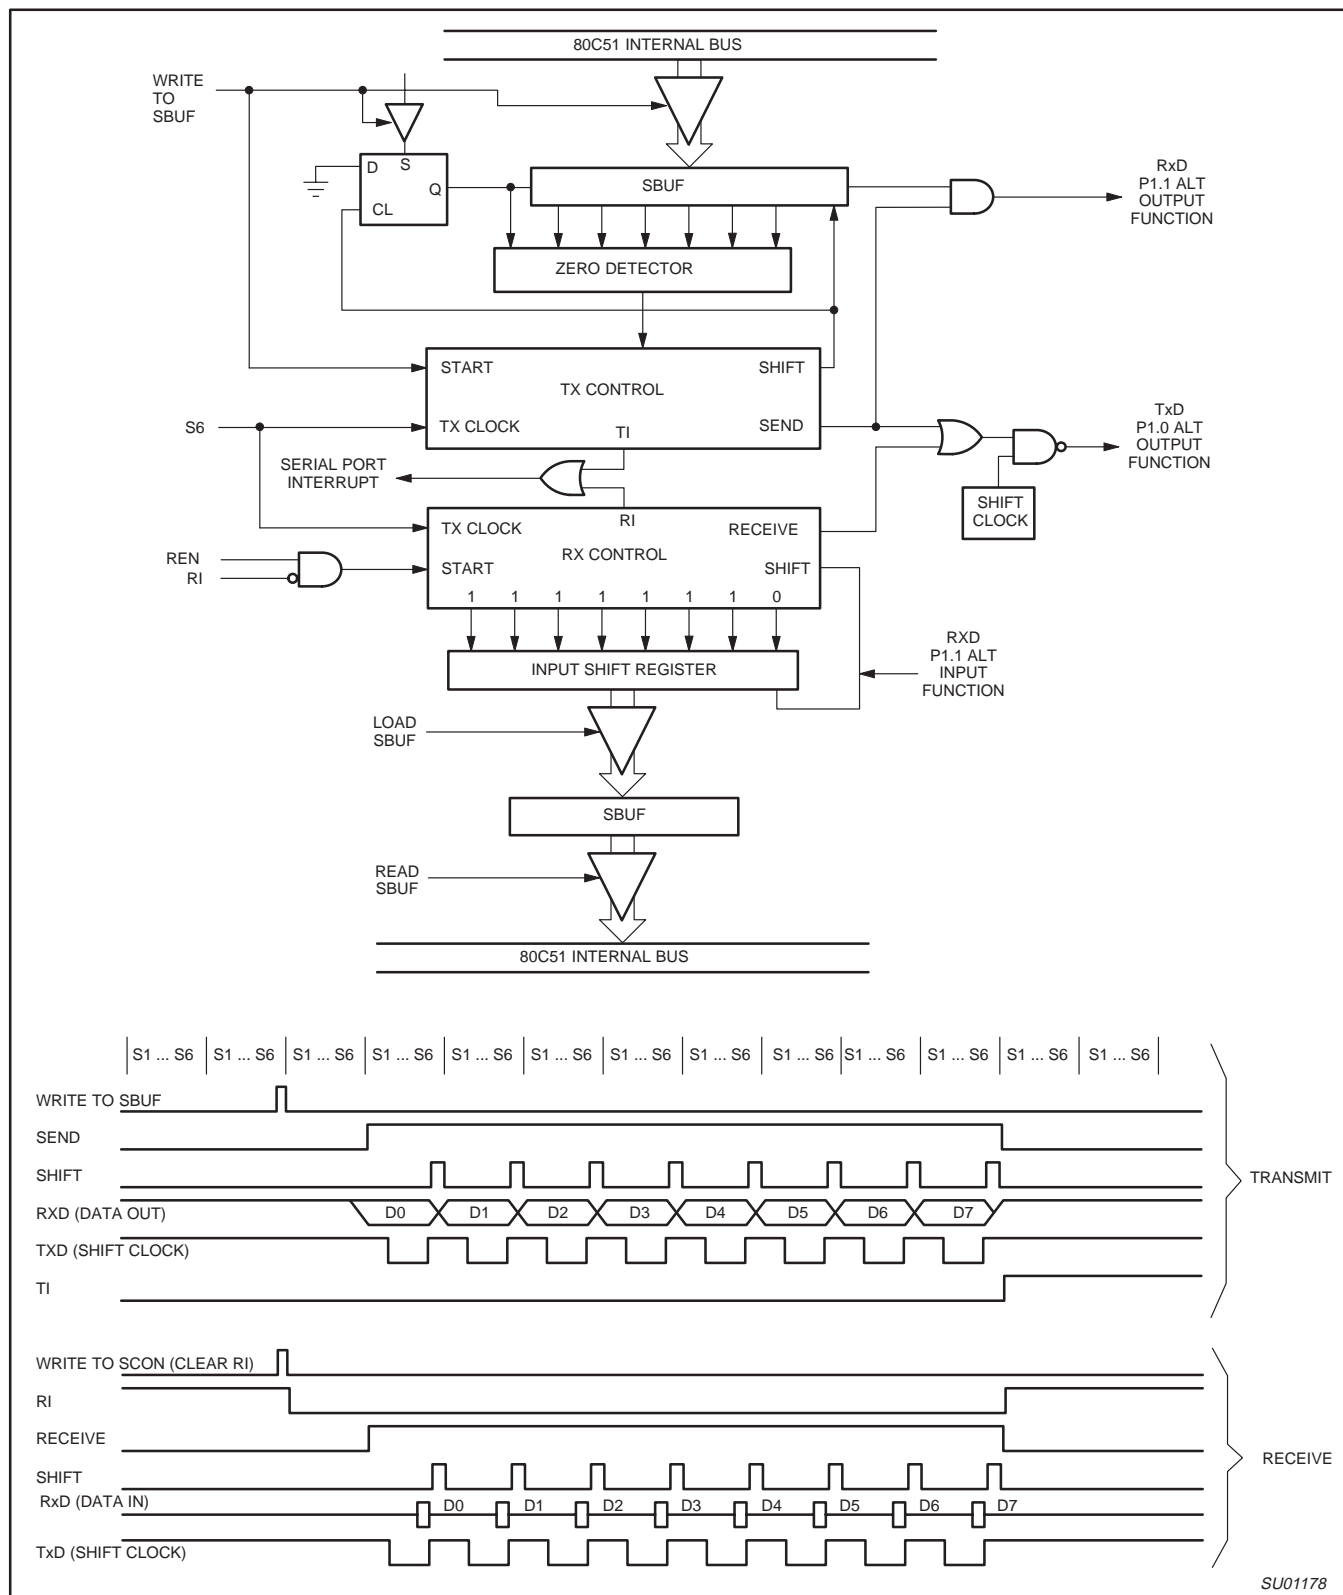 80C51 INTERNAL BUS
WRITE
TO
SBUF
D
S
Q
CL
SBUF
RxD
P1.1 ALT
OUTPUT
FUNCTION
ZERO DETECTOR
START
SHIFT
TX CONTROL
S6
TX CLOCK
TI
SEND
TxD
P1.0 ALT
OUTPUT
FUNCTION
SERIAL PORT
INTERRUPT
SHIFT
CLOCK
TX CLOCK
RI
RECEIVE
RX CONTROL
REN
RI
START
SHIFT
1 1 1 1 1 1 1 0
RXD
P1.1 ALT
INPUT
FUNCTION
INPUT SHIFT REGISTER
LOAD
SBUF
SBUF
READ
SBUF
80C51 INTERNAL BUS
S1 ... S6 S1 ... S6 S1 ... S6 S1 ... S6 S1 ... S6 S1 ... S6 S1 ... S6 S1 ... S6 S1 ... S6 S1 ... S6 S1 ... S6 S1 ... S6 S1 ... S6
WRITE TO SBUF
SEND
SHIFT
RXD (DATA OUT) D0 D1 D2 D3 D4 D5 D6 D7
TXD (SHIFT CLOCK)
TI
TRANSMIT
WRITE TO SCON (CLEAR RI)
RI
RECEIVE
SHIFT
RxD (DATA IN) D0 D1 D2 D3 D4 D5 D6 D7
TxD (SHIFT CLOCK)
RECEIVE
SU01178